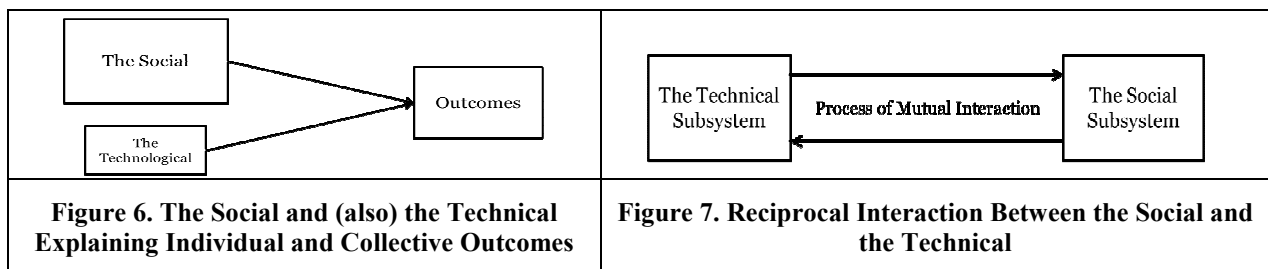 The Social
The
Technological
Outcomes
Figure 6. The Social and (also) the Technical
Explaining Individual and Collective Outcomes
The Technical
Subsystem
Process of Mutual Interaction
The Social
Subsystem
Figure 7. Reciprocal Interaction Between the Social and
the Technical